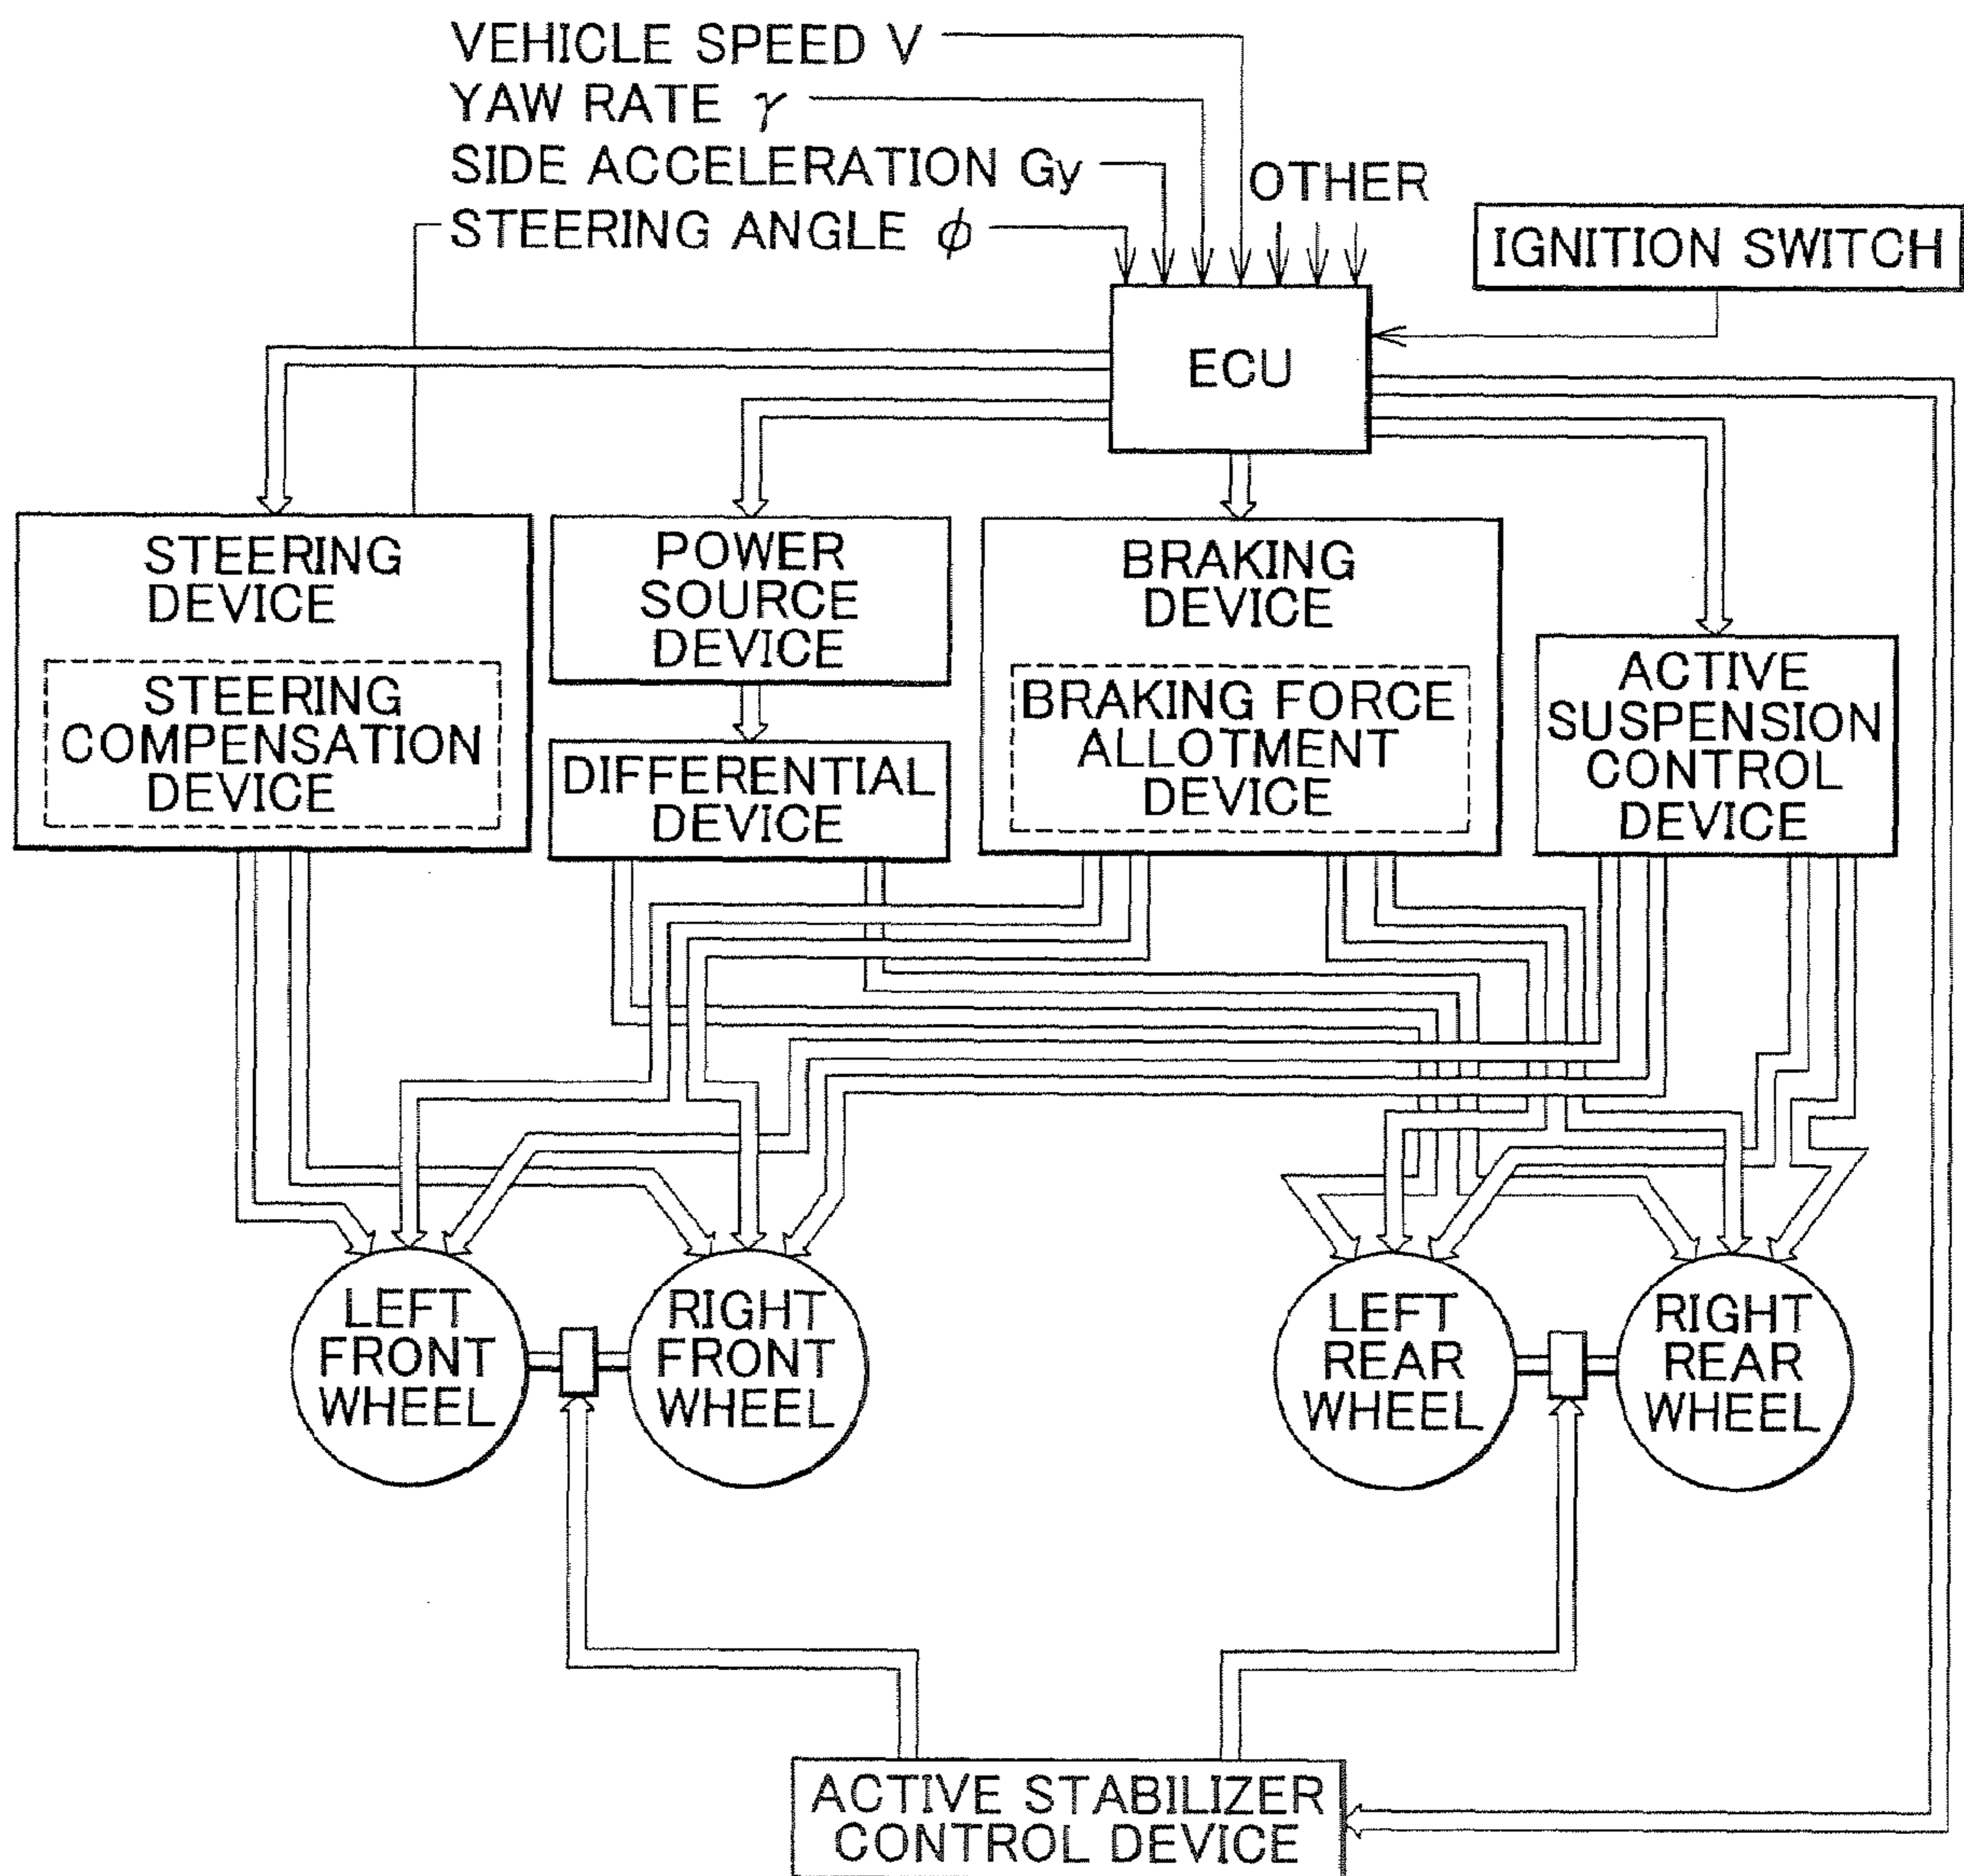 VEHICLE SPEED V
YAW RATE γ
SIDE ACCELERATION Gy
OTHER
STEERING ANGLE ϕ
IGNITION SWITCH
ECU
STEERING
DEVICE
STEERING
COMPENSATION
DEVICE
POWER
SOURCE
DEVICE
DIFFERENTIAL
DEVICE
BRAKING
DEVICE
BRAKING FORCE
ALLOTMENT
DEVICE
ACTIVE
SUSPENSION
CONTROL
DEVICE
LEFT
FRONT
WHEEL
RIGHT
FRONT
WHEEL
LEFT
REAR
WHEEL
RIGHT
REAR
WHEEL
ACTIVE STABILIZER
CONTROL DEVICE